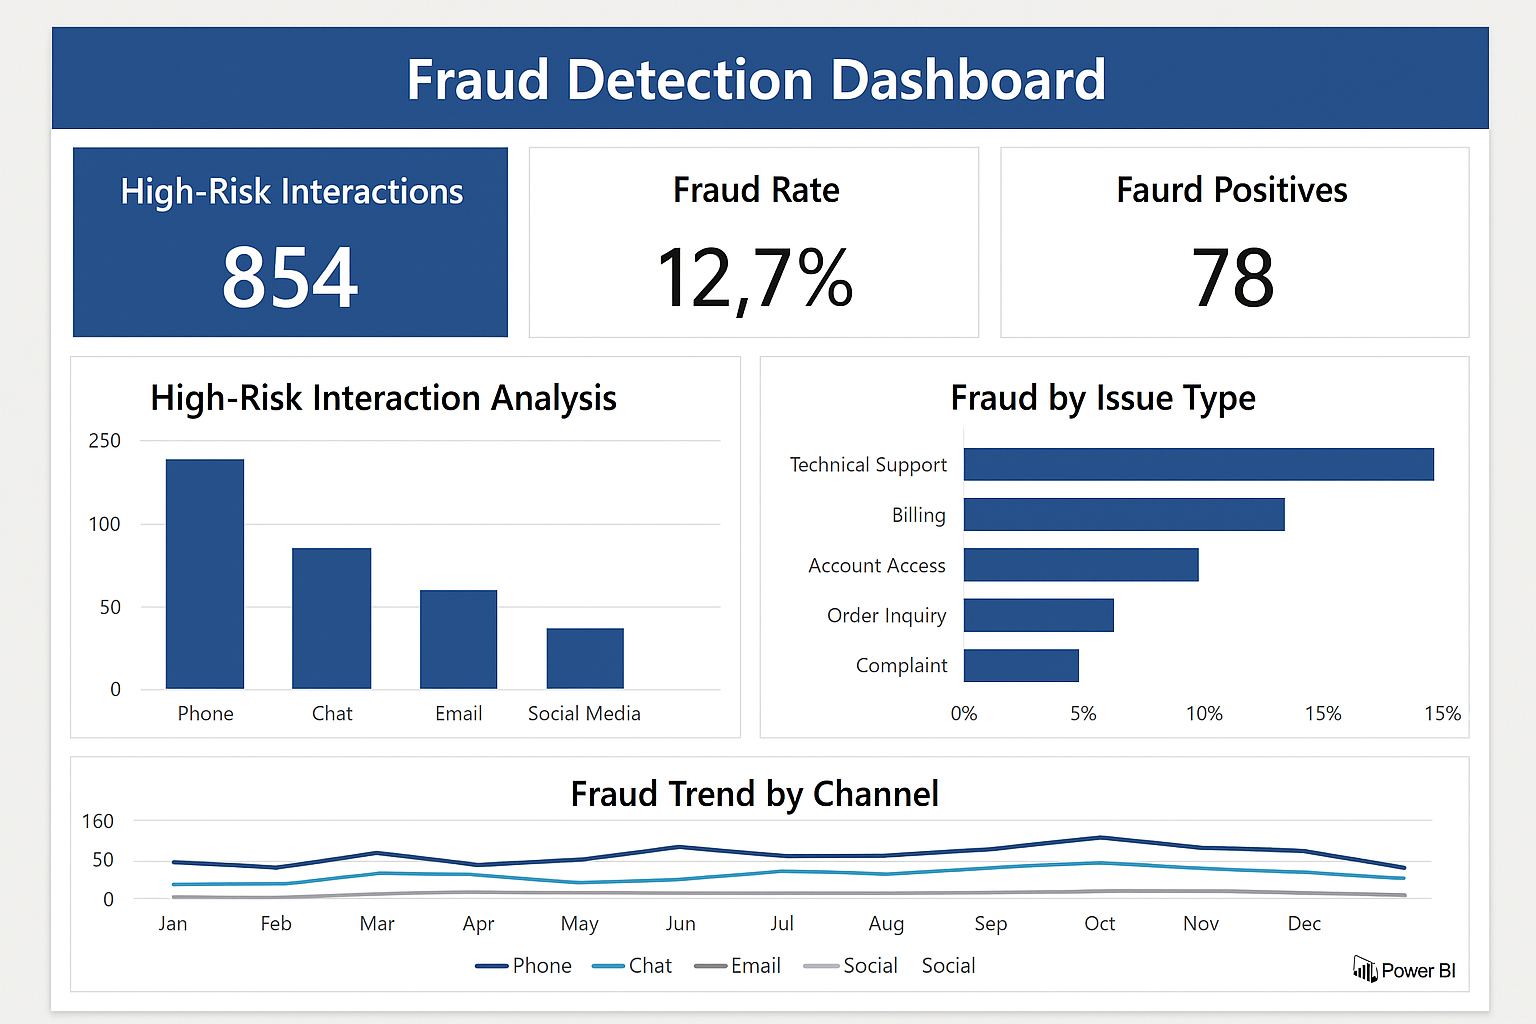 Fraud Detection Dashboard
High-Risk Interactions
854
Fraud Rate
12,7%
Faurd Positives
78
High-Risk Interaction Analysis
250
100
50
0
Phone Chat Email Social Media
Fraud by Issue Type
Technical Support
Billing
Account Access
Order Inquiry
Complaint
0% 5% 10% 15% 15%
Fraud Trend by Channel
160
50
0
Jan Feb Mar Apr May Jun Jul Aug Sep Oct Nov Dec
Phone Chat Email Social Social
Power BI